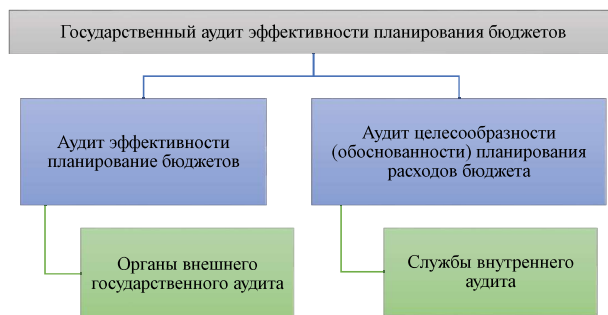 Государственный аудит эффективности планирования бюджетов
Аудит эффективности
планирование бюджетов
Аудит целесообразности
(обоснованности) планирования
расходов бюджета
Органы внешнего
государственного аудита
Службы внутреннего
аудита